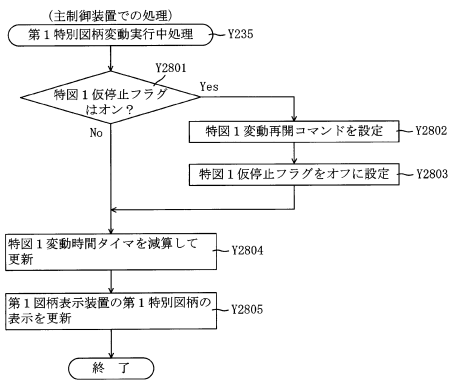 (主制御装置での処理)
第1特別図柄変動実行中処理
Y235
Y2801
特図1仮停止フラグ
はオン?
Yes
No
特図1変動再開コマンドを設定
Y2802
特図1仮停止フラグをオフに設定
Y2803
特図1変動時間タイマを減算して
更新
Y2804
第1図柄表示装置の第1特別図柄の
表示を更新
Y2805
終 了